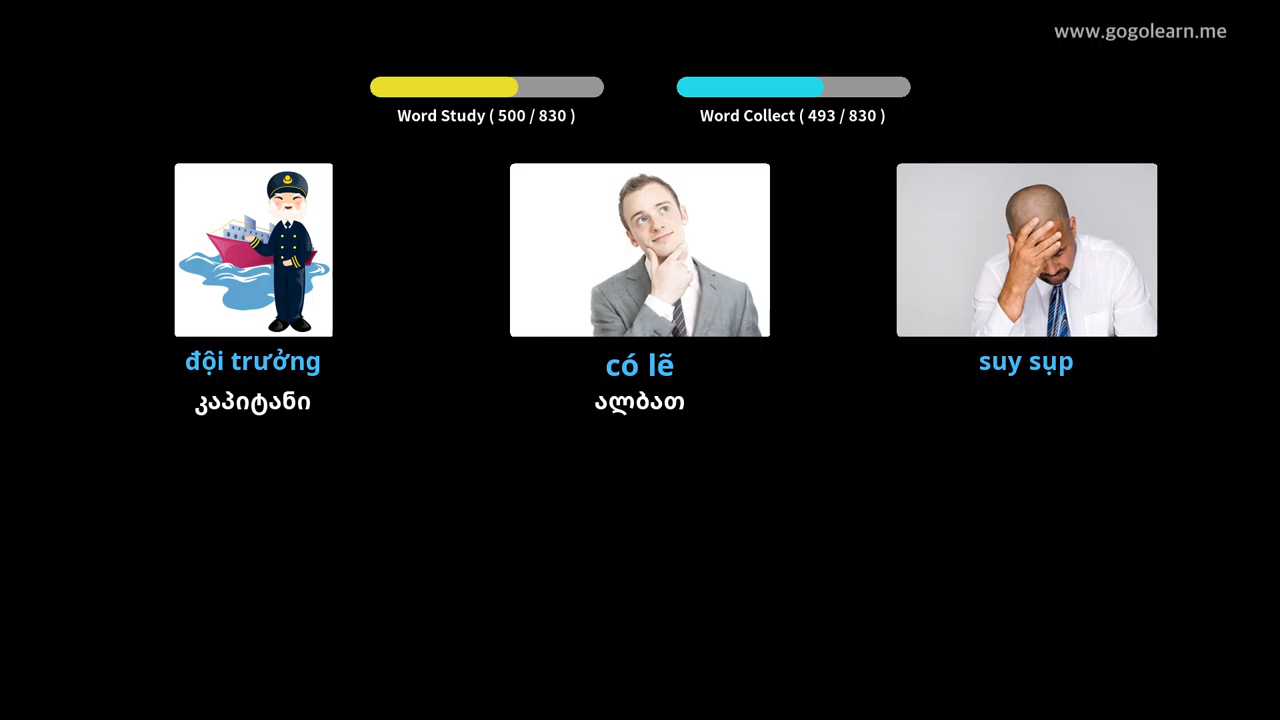 www.gogolearn.me
Word Study ( 500 / 830 )
Word Collect ( 493 / 830 )
đội trưởng
có lẽ
suy sụp
კაპიტანი
ალბათ